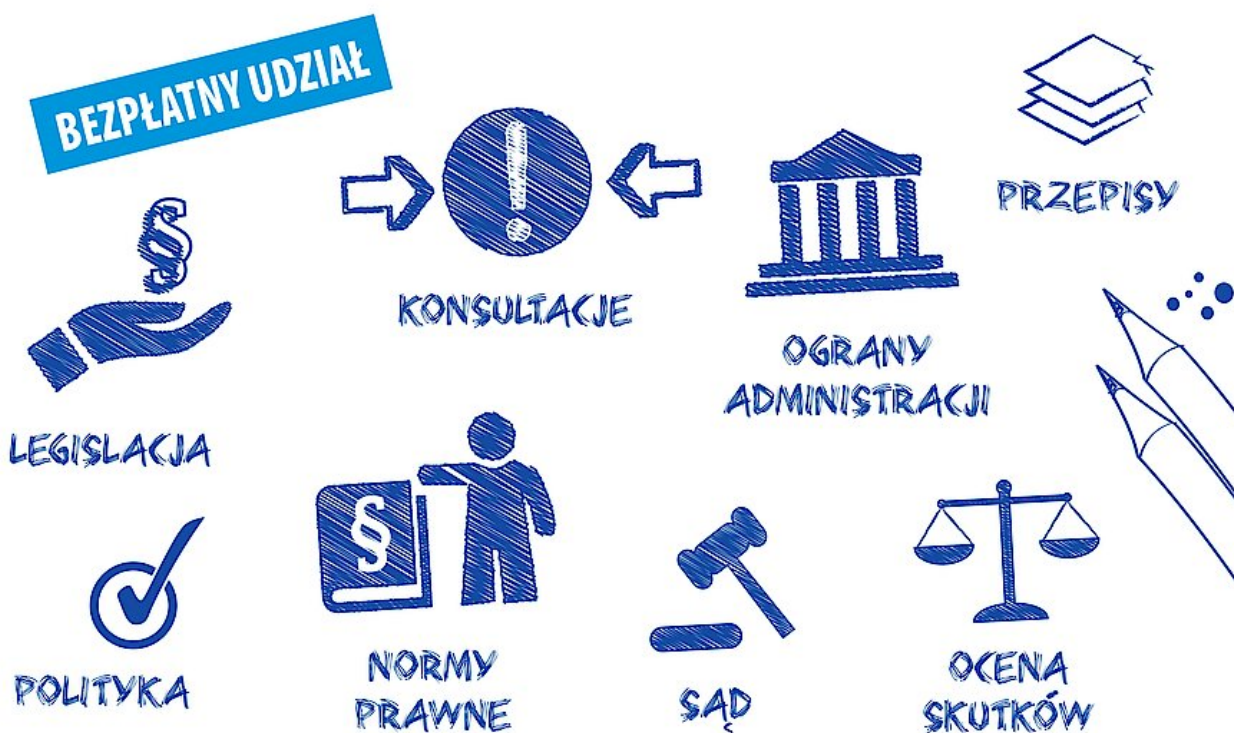 BEZPŁATNY UDZIAŁ
PRZEPISY
KONSULTACJE
OGRANY
ADMINISTRACJI
LEGISLACJA
POLITYKA
NORMY
PRAWNE
SĄD
OCENA
SKUTKÓW